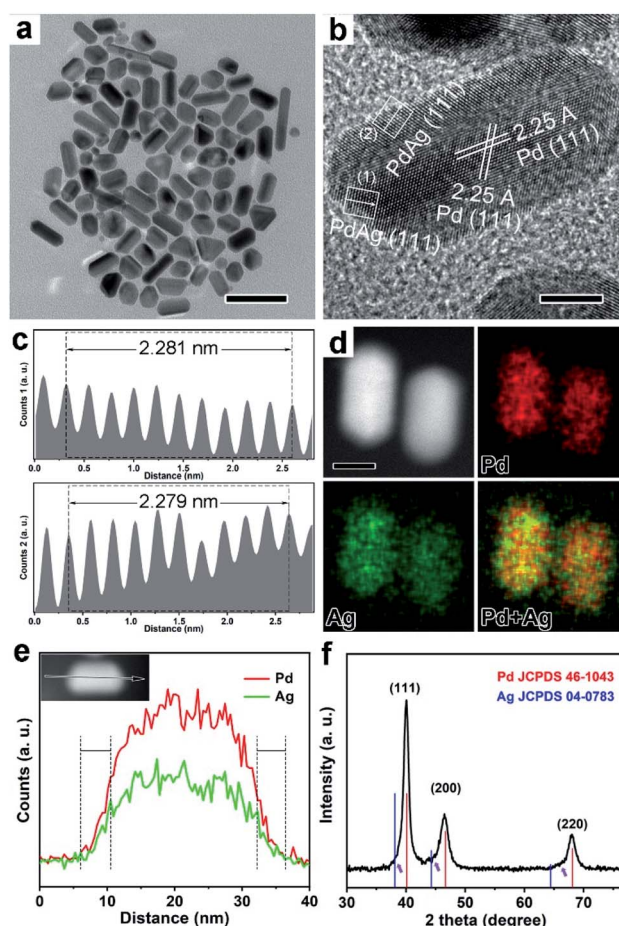 a
b
(2)
PdAg (111)
2.25 Å
Pd (111)
(1)
2.25 Å
Pd (111)
PdAg (111)
c
2.281 nm
Counts 1 (a. u.)
0.0 0.5 1.0 1.5 2.0 2.5
Distance (nm)
2.279 nm
Counts 2 (a. u.)
0.0 0.5 1.0 1.5 2.0 2.5
Distance (nm)
d
Pd
Ag
Pd+Ag
e
Pd
Ag
Counts (a. u.)
0 10 20 30 40
Distance (nm)
f
Pd JCPDS 46-1043
Ag JCPDS 04-0783
(111)
(200)
(220)
Intensity (a. u.)
30 40 50 60 70
2 theta (degree)